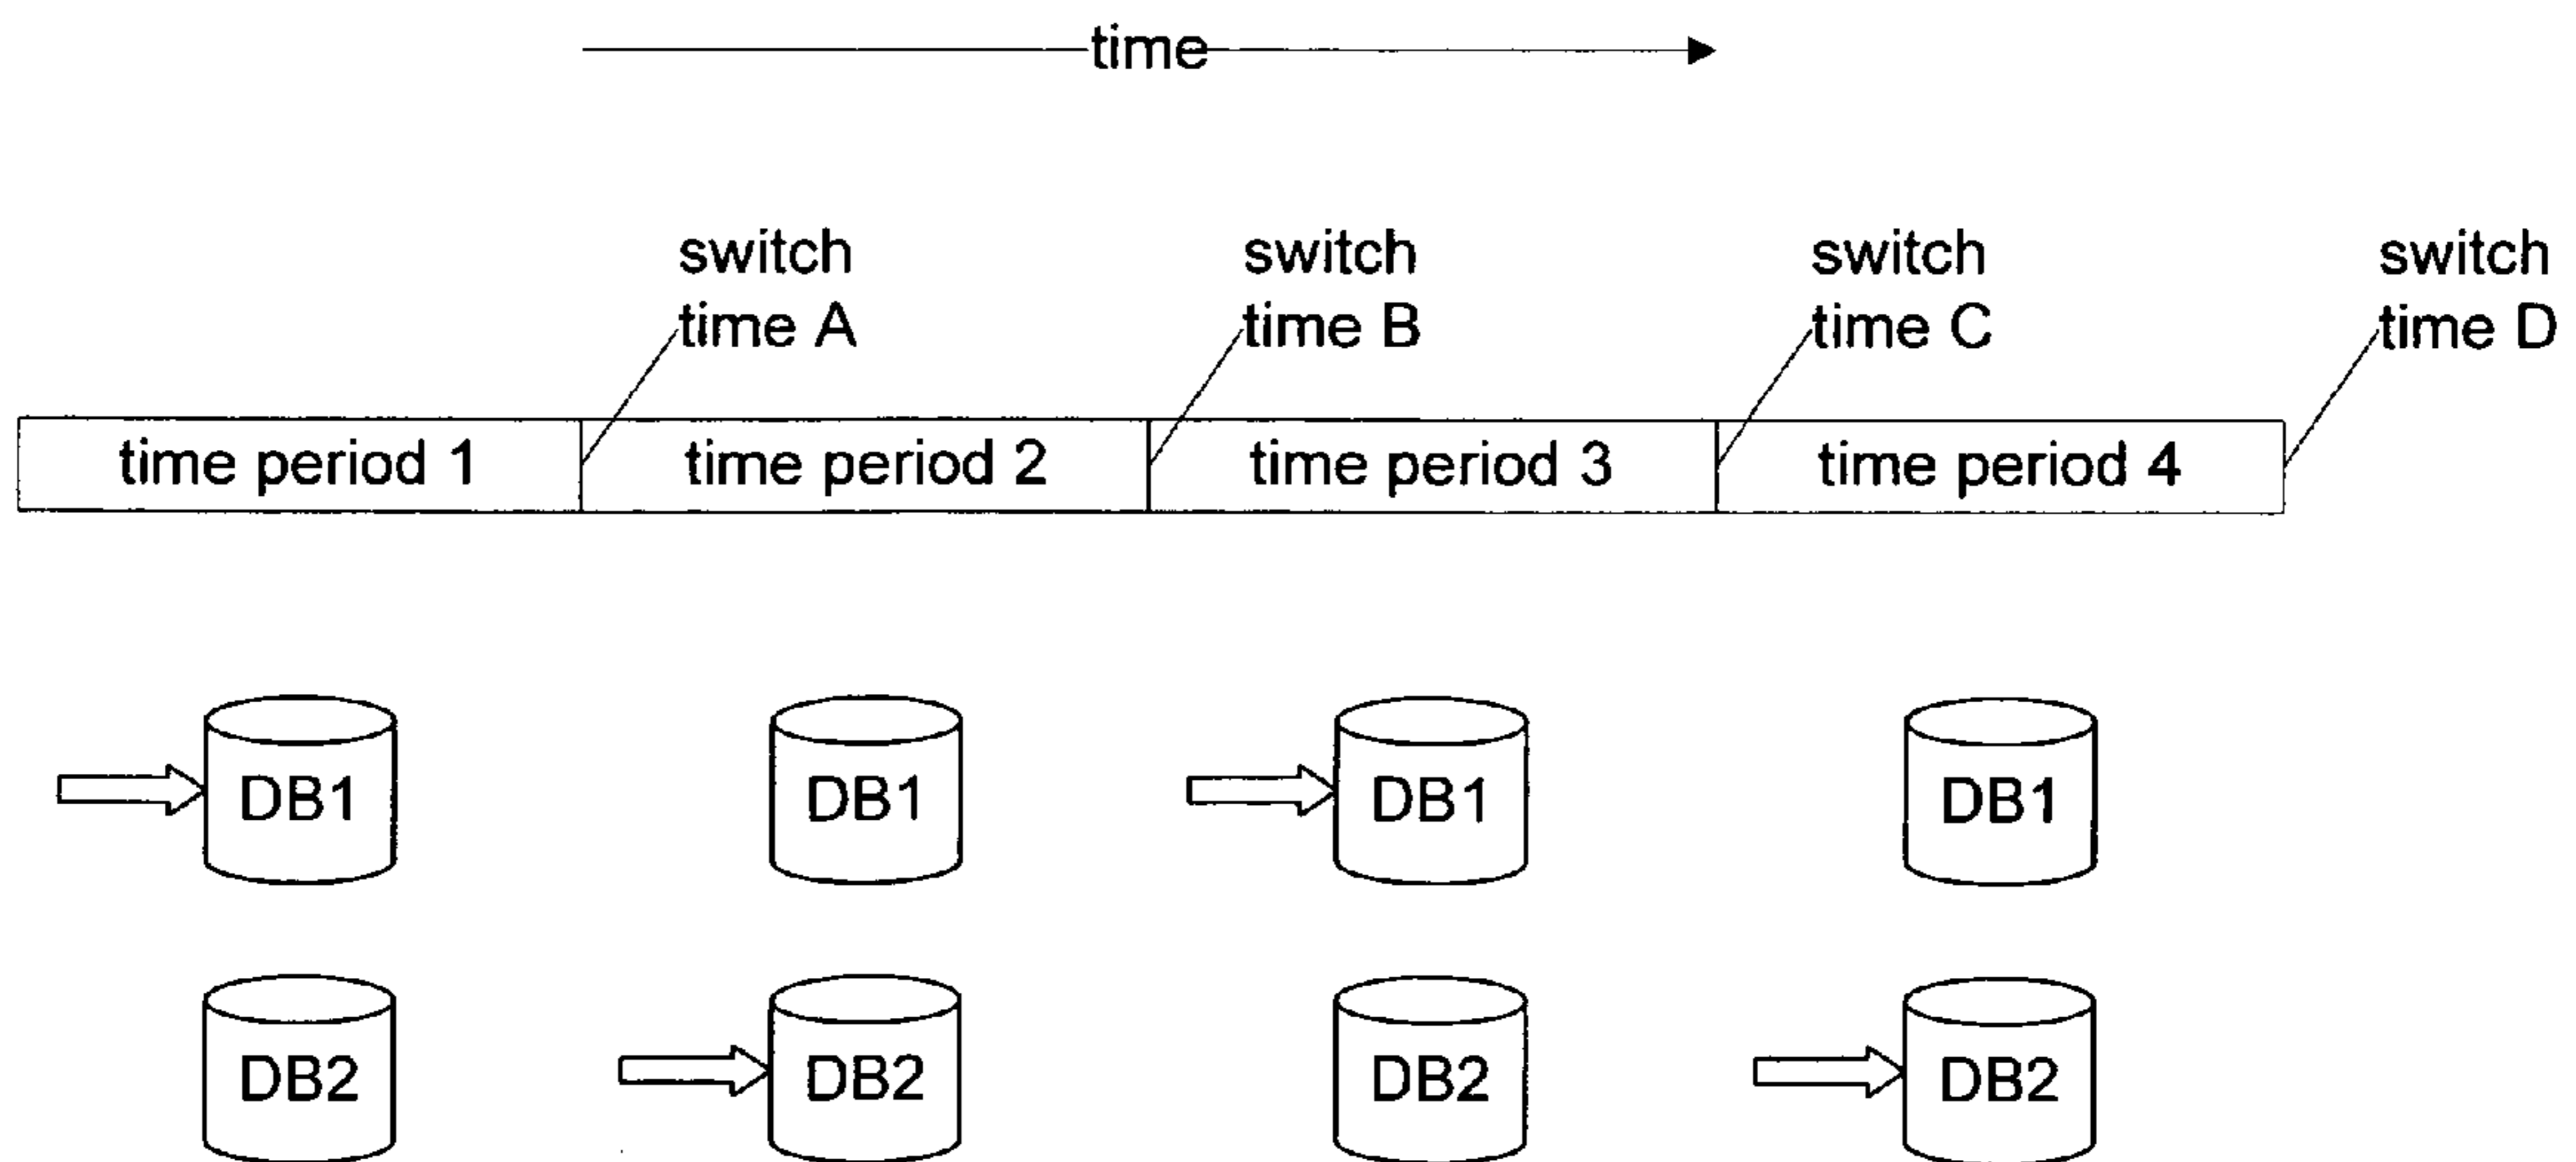 time
switch
time A
switch
time B
switch
time C
switch
time D
time period 1
time period 2
time period 3
time period 4
DB1
DB1
DB1
DB1
DB2
DB2
DB2
DB2